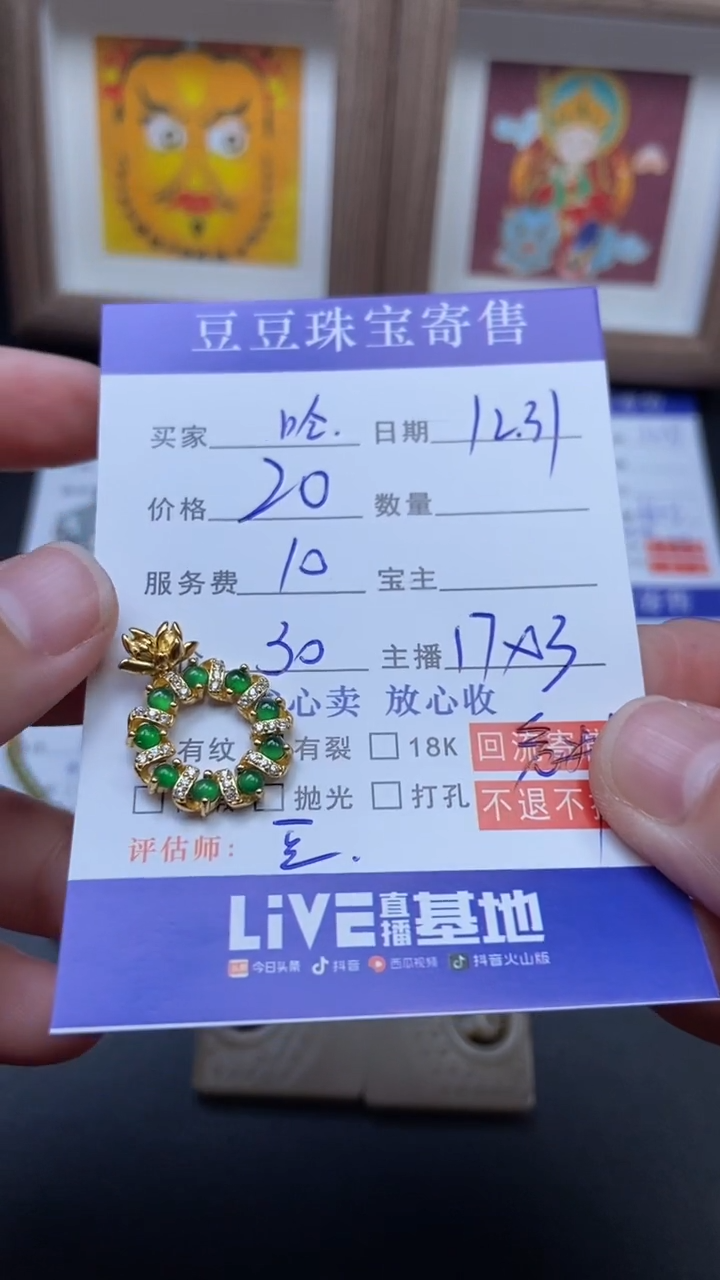 豆豆珠宝寄售
买家 哈. 日期 12.31
价格 20 数量
服务费 10 宝主
30 主播 17X13
心卖 放心收
有纹 有裂 □18K 回流寄售
□ □抛光 □打孔 不退不
评估师: 豆.
LiVE直播基地
今日头条 抖音 西瓜视频 抖音火山版